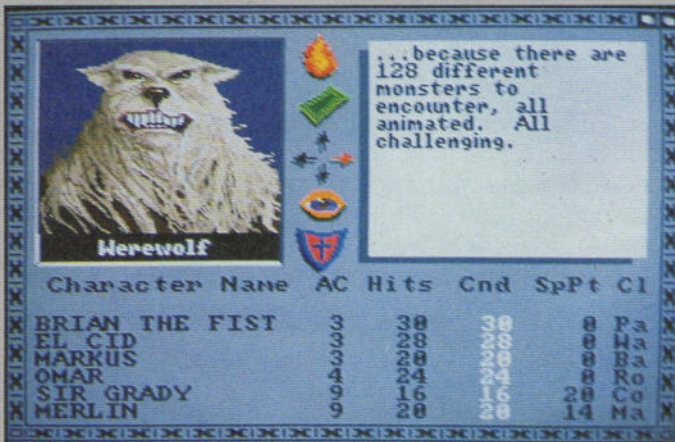 ...because there are
128 different
monsters to
encounter, all
animated. All
challenging.
Werewolf
Character Name AC Hits Cnd SpPt Cl
BRIAN THE FIST 3 30 30 0 Pa
EL CID 3 28 28 0 Wa
MARKUS 3 20 20 0 Ba
OMAR 4 24 24 0 Ro
SIR GRADY 9 16 16 20 Co
MERLIN 9 20 20 14 Ma